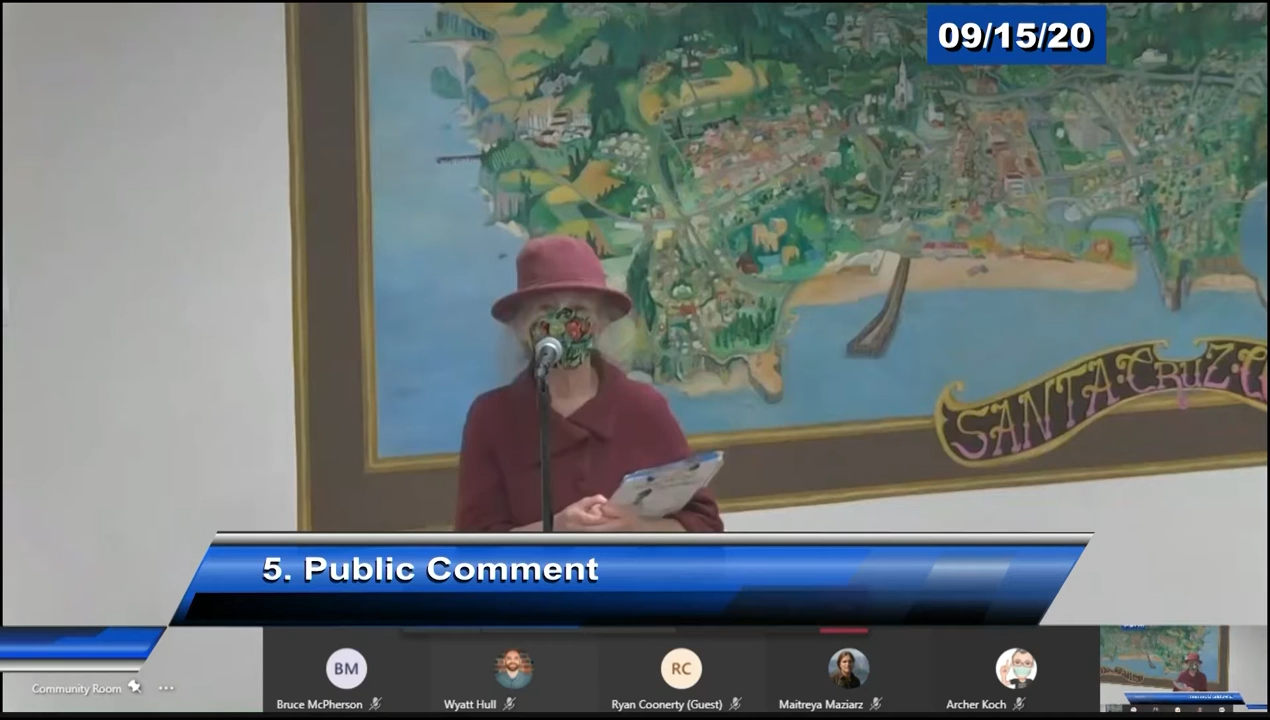 09/15/20
SANTA·CRUZ·C
5. Public Comment
Community Room
BM
Bruce McPherson
Wyatt Hull
RC
Ryan Coonerty (Guest)
Maitreya Maziarz
Archer Koch